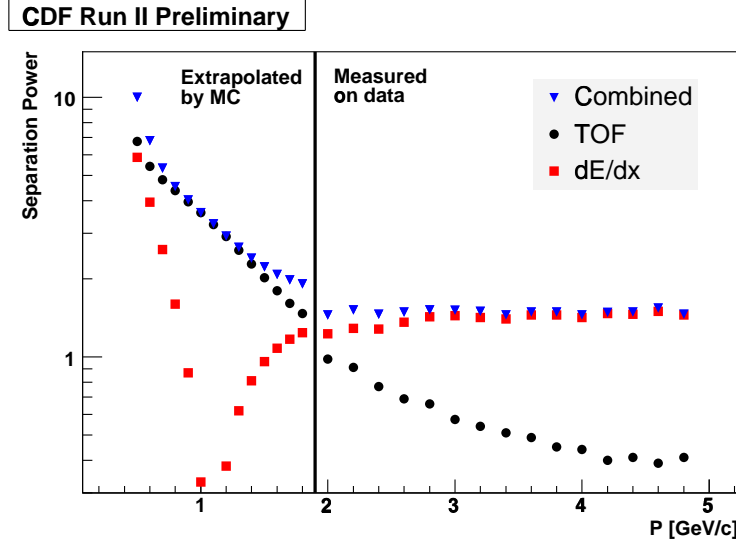 CDF Run II Preliminary
Separation Power
10
1
Extrapolated
by MC
Measured
on data
Combined
TOF
dE/dx
1 2 3 4 5
P [GeV/c]